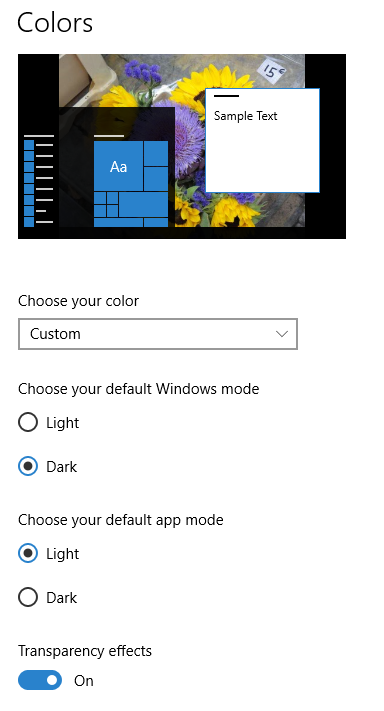 Colors
15€
Sample Text
Aa
Choose your color
Custom
Choose your default Windows mode
Light
Dark
Choose your default app mode
Light
Dark
Transparency effects
On